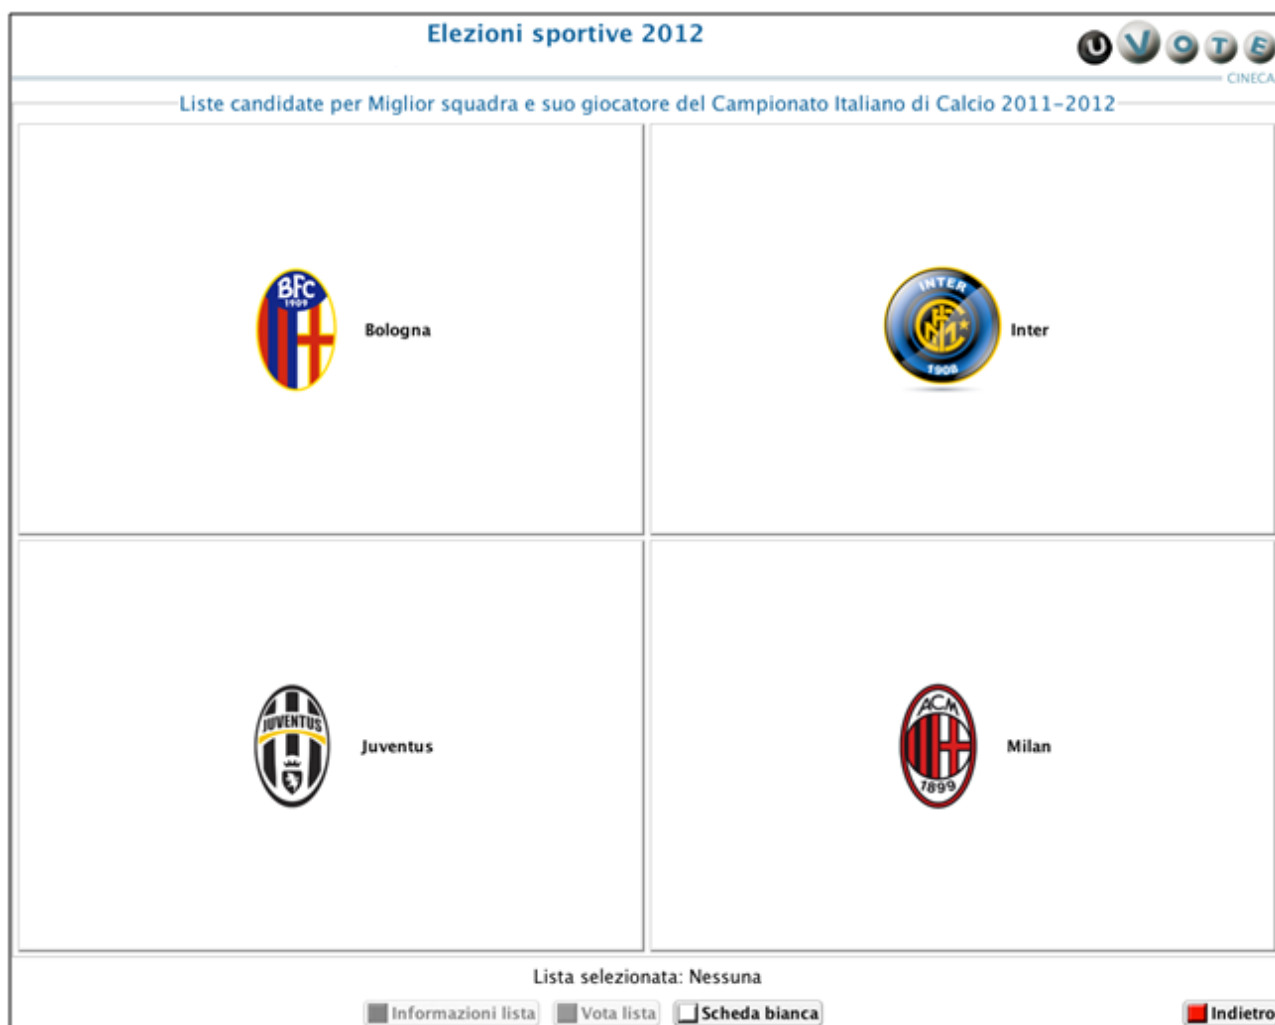 Elezioni sportive 2012
U VOTE
CINECA
Liste candidate per Miglior squadra e suo giocatore del Campionato Italiano di Calcio 2011-2012
BFC
1909
Bologna
INTER
1908
Inter
JUVENTUS
Juventus
ACM
1899
Milan
Lista selezionata: Nessuna
Informazioni lista Vota lista Scheda bianca Indietro